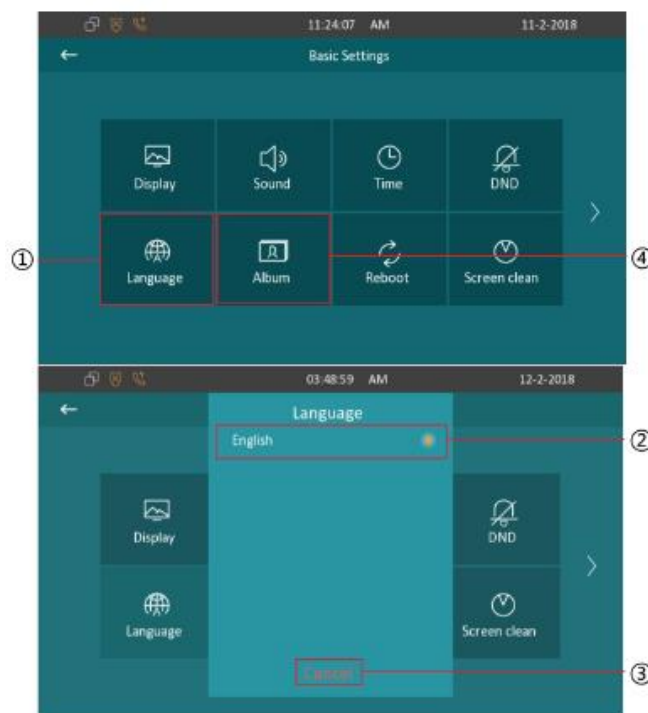 11:24:07 AM 11-2-2018
Basic Settings
Display Sound Time DND
① ④
Language Album Reboot Screen clean
03:48:59 AM 12-2-2018
Language
English ②
Display DND
Language Screen clean
Cancel ③